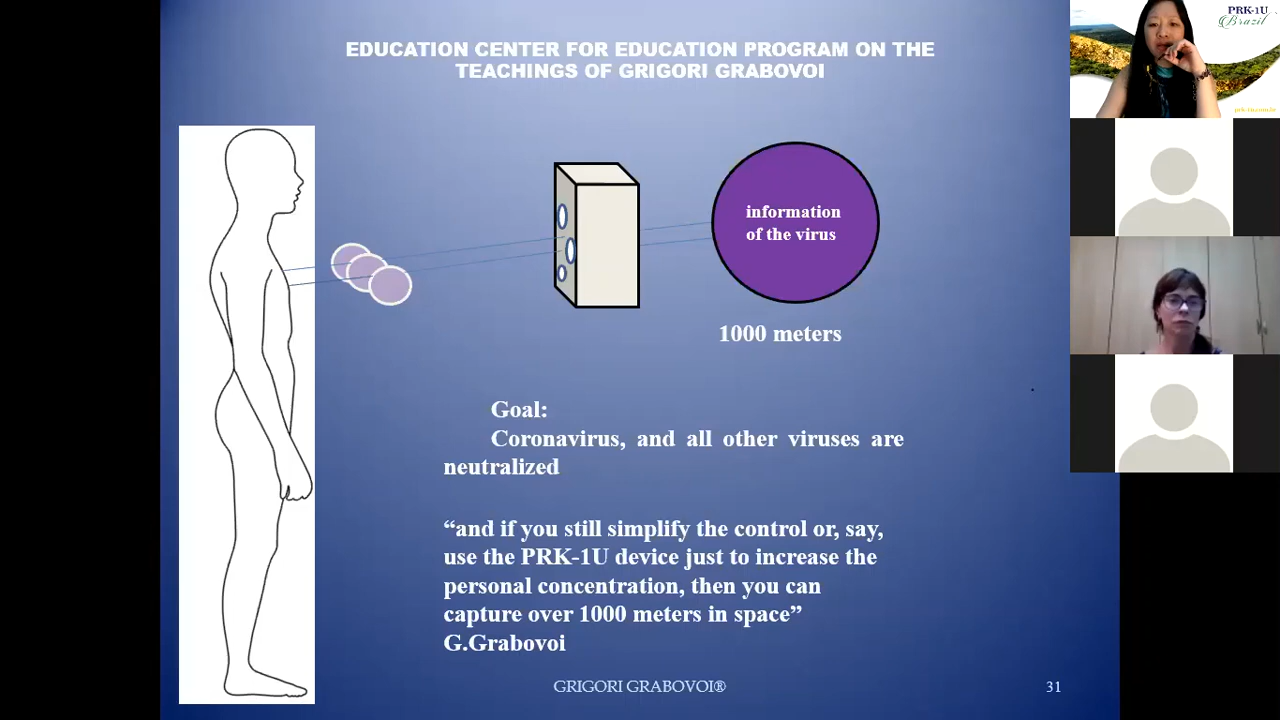 EDUCATION CENTER FOR EDUCATION PROGRAM ON THE
TEACHINGS OF GRIGORI GRABOVOI
PRK-1U
Brazil
information
of the virus
1000 meters
Goal:
Coronavirus, and all other viruses are
neutralized
“and if you still simplify the control or, say,
use the PRK-1U device just to increase the
personal concentration, then you can
capture over 1000 meters in space”
G.Grabovoi
GRIGORI GRABOVOI®
31